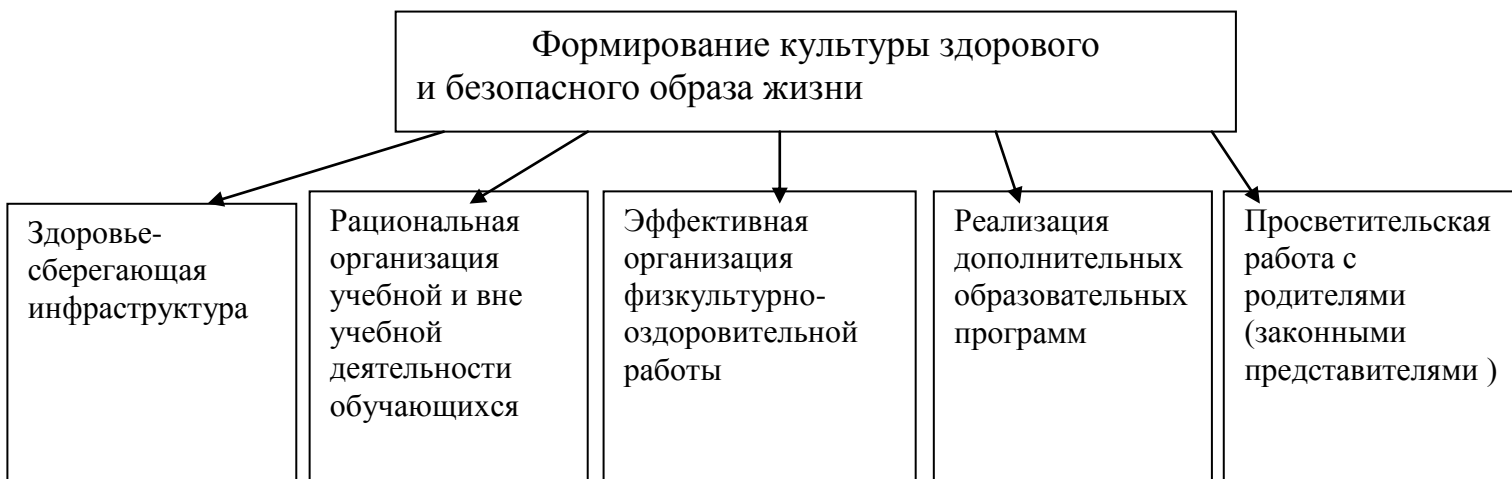 Формирование культуры здорового
и безопасного образа жизни
Здоровье-
сберегающая
инфраструктура
Рациональная
организация
учебной и вне
учебной
деятельности
обучающихся
Эффективная
организация
физкультурно-
оздоровительной
работы
Реализация
дополнительных
образовательных
программ
Просветительская
работа с
родителями
(законными
представителями )